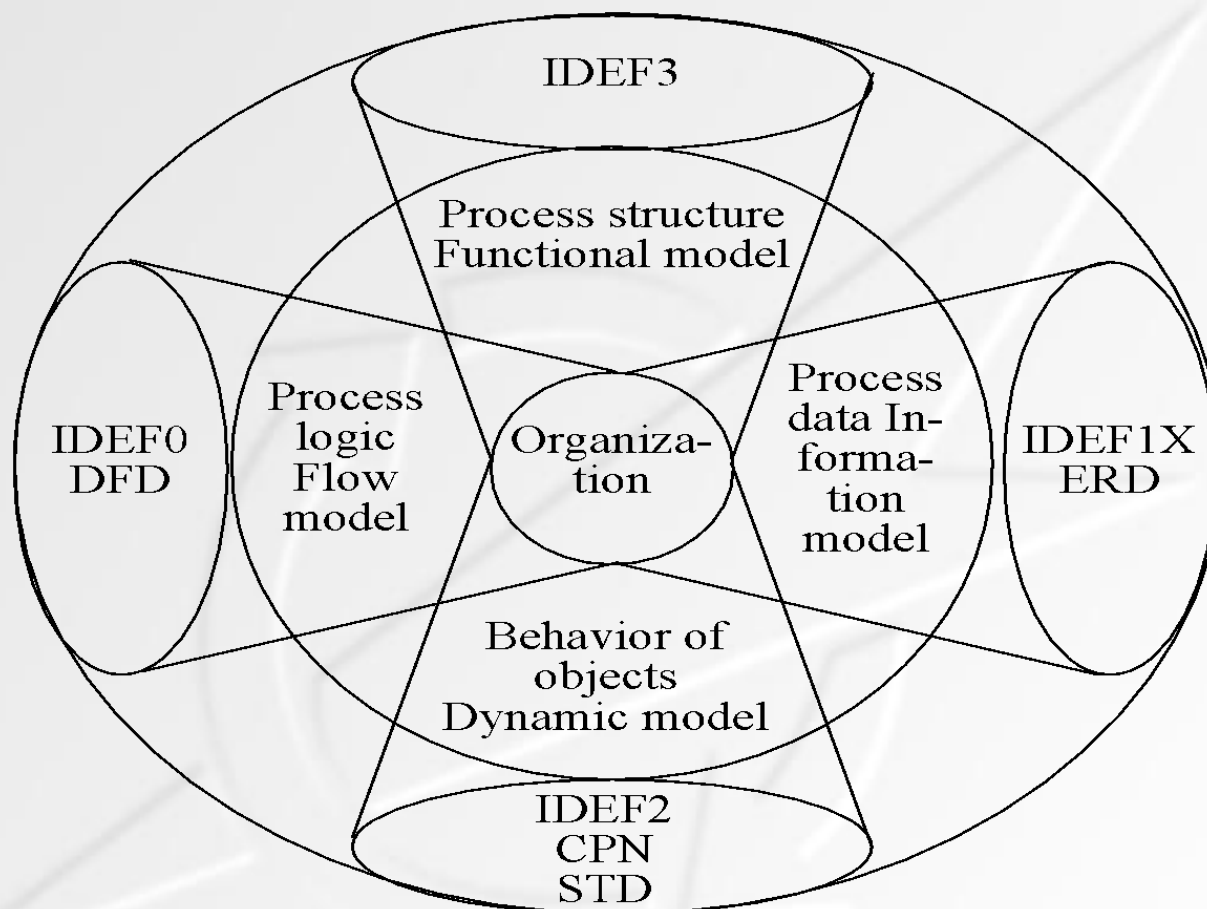 IDEF3
Process structure
Functional model
IDEF0
DFD
Process
logic
Flow
model
Organiza-
tion
Process
data In-
forma-
tion
model
IDEF1X
ERD
Behavior of
objects
Dynamic model
IDEF2
CPN
STD